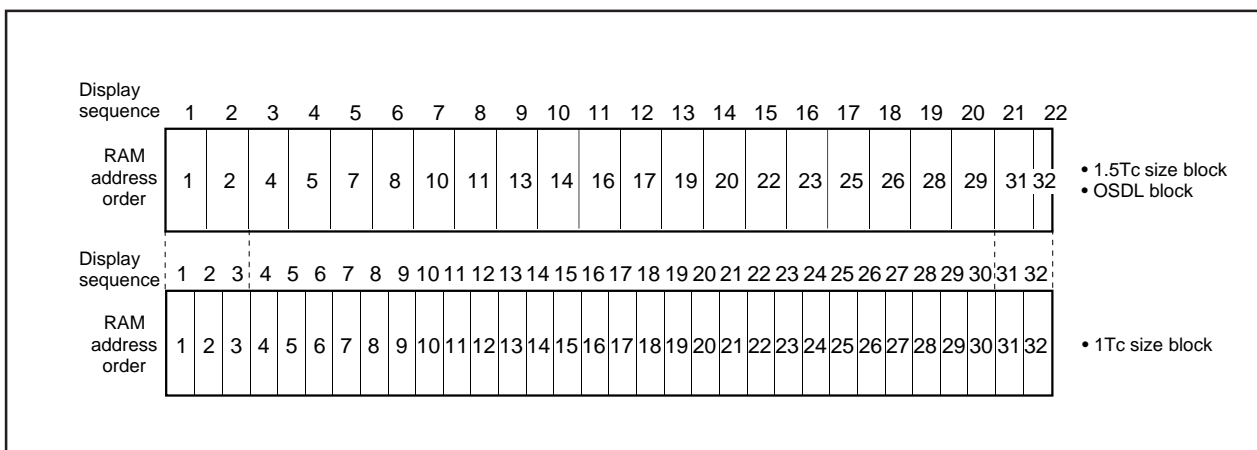 Display
sequence 1 2 3 4 5 6 7 8 9 10 11 12 13 14 15 16 17 18 19 20 21 22
RAM
address
order
1 2 4 5 7 8 10 11 13 14 16 17 19 20 22 23 25 26 28 29 31 32
• 1.5Tc size block
• OSDL block
Display
sequence 1 2 3 4 5 6 7 8 9 10 11 12 13 14 15 16 17 18 19 20 21 22 23 24 25 26 27 28 29 30 31 32
RAM
address
order
1 2 3 4 5 6 7 8 9 10 11 12 13 14 15 16 17 18 19 20 21 22 23 24 25 26 27 28 29 30 31 32
• 1Tc size block